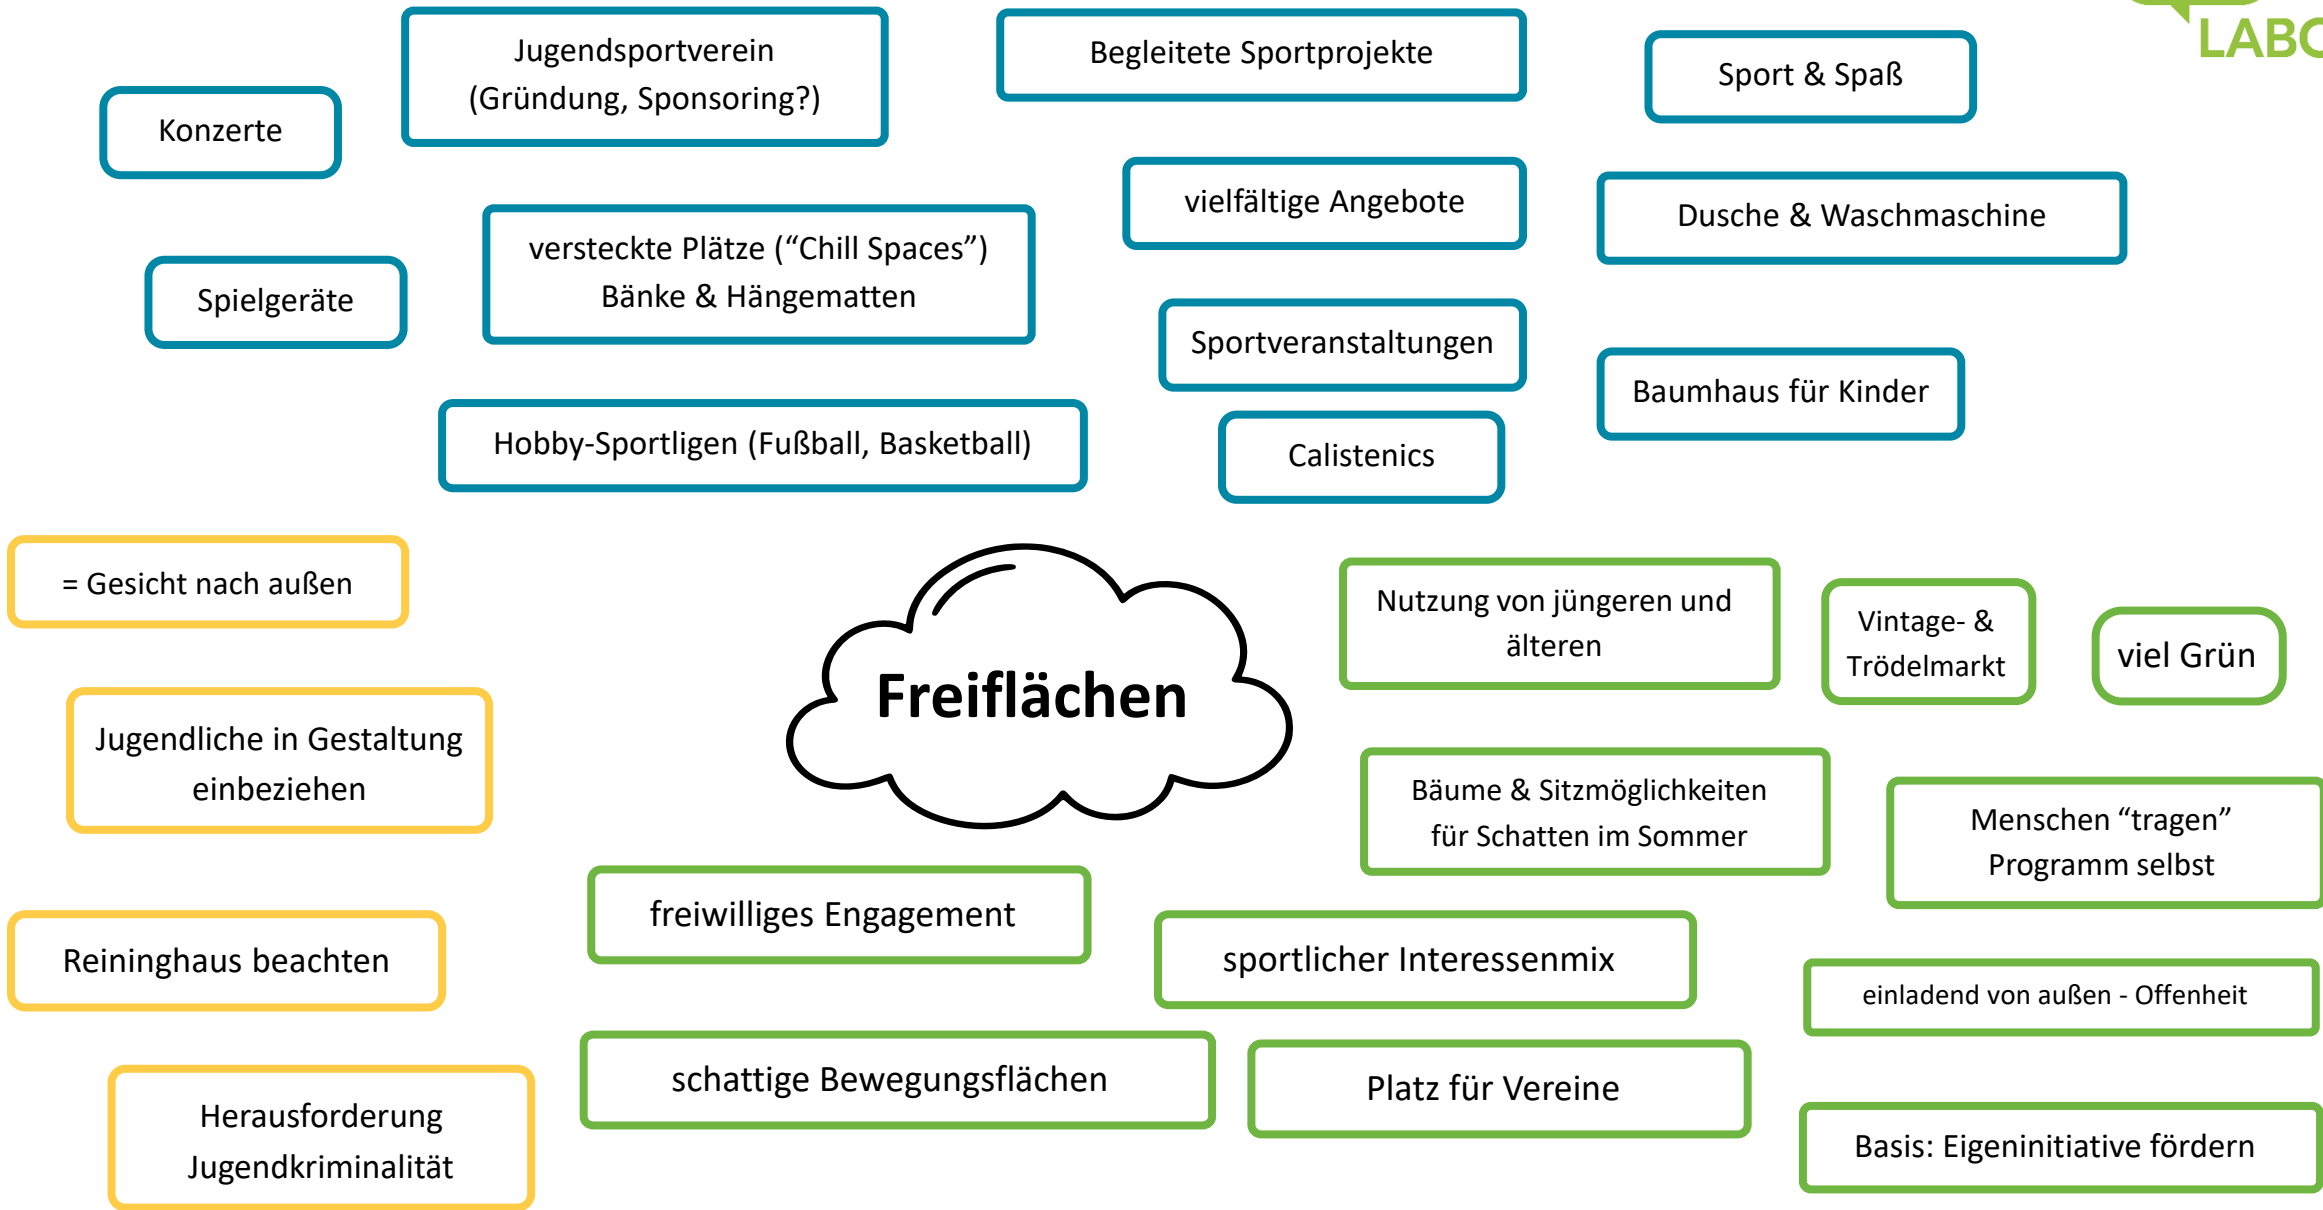 LABO
Jugendsportverein
(Gründung, Sponsoring?)
Begleitete Sportprojekte
Sport & Spaß
Konzerte
vielfältige Angebote
Dusche & Waschmaschine
versteckte Plätze (“Chill Spaces”)
Bänke & Hängematten
Spielgeräte
Sportveranstaltungen
Baumhaus für Kinder
Hobby-Sportligen (Fußball, Basketball)
Calistenics
= Gesicht nach außen
Freiflächen
Nutzung von jüngeren und
älteren
Vintage- &
Trödelmarkt
viel Grün
Jugendliche in Gestaltung
einbeziehen
Bäume & Sitzmöglichkeiten
für Schatten im Sommer
Menschen “tragen”
Programm selbst
freiwilliges Engagement
Reininghaus beachten
sportlicher Interessenmix
einladend von außen - Offenheit
schattige Bewegungsflächen
Platz für Vereine
Herausforderung
Jugendkriminalität
Basis: Eigeninitiative fördern